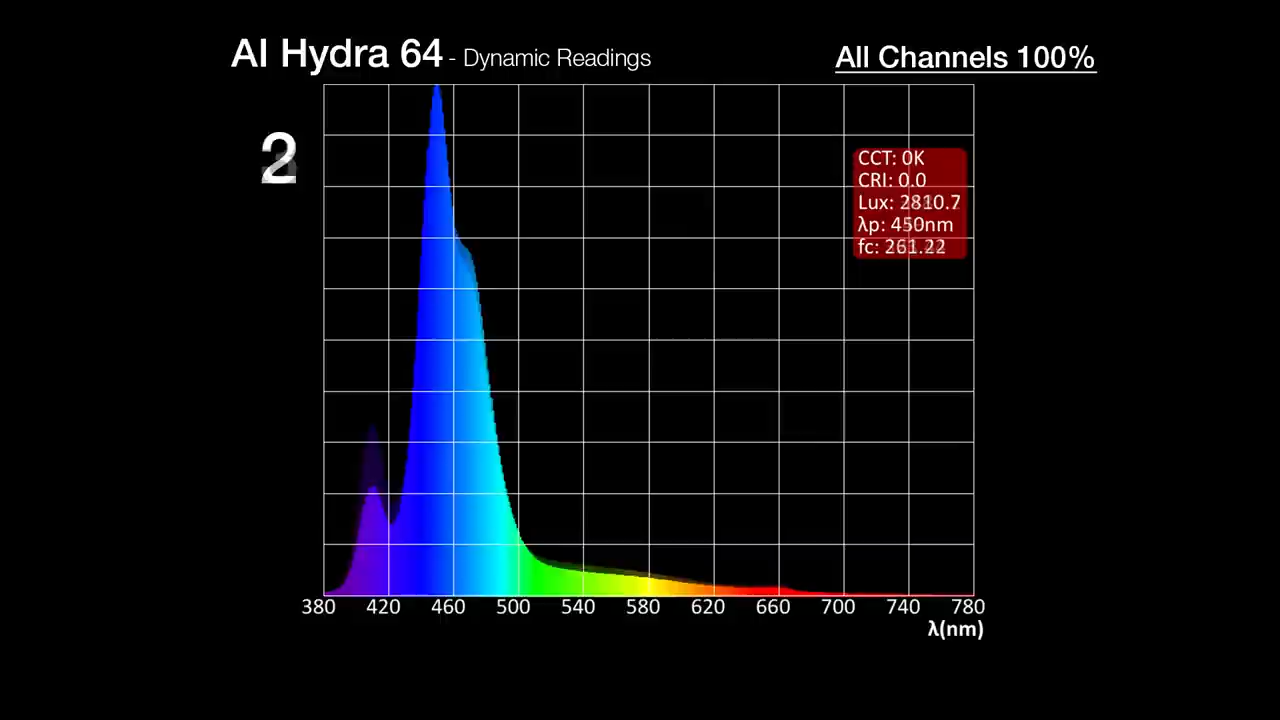 AI Hydra 64 - Dynamic Readings
All Channels 100%
2
CCT: 0K
CRI: 0.0
Lux: 2810.7
λp: 450nm
fc: 261.22
380 420 460 500 540 580 620 660 700 740 780
λ(nm)